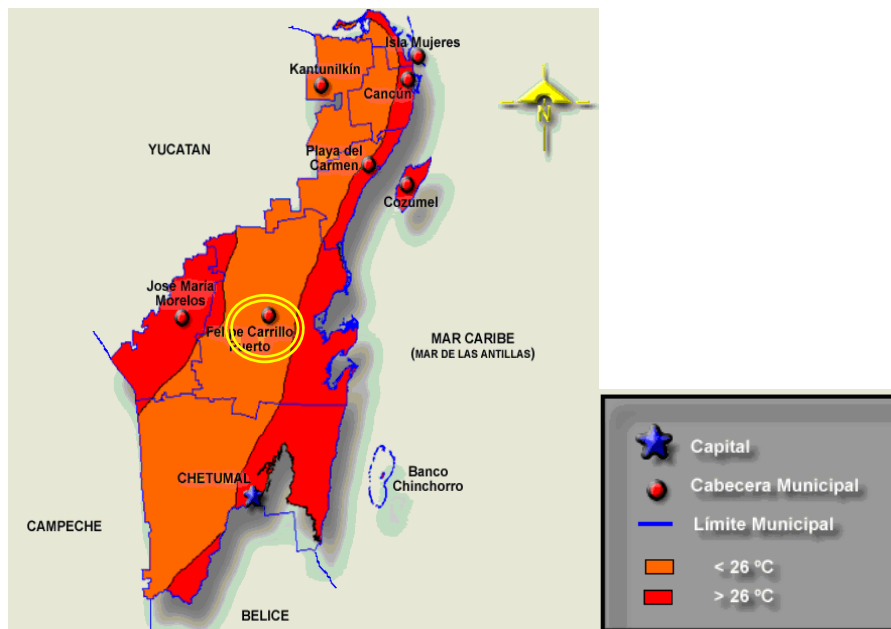 Isla Mujeres
Kantunilkín
Cancún
YUCATAN
Playa del
Carmen
Cozumel
N
José María
Morelos
Felipe Carrillo
Puerto
MAR CARIBE
(MAR DE LAS ANTILLAS)
CHETUMAL
Banco
Chinchorro
CAMPECHE
BELICE
Capital
Cabecera Municipal
Límite Municipal
< 26 ºC
> 26 ºC